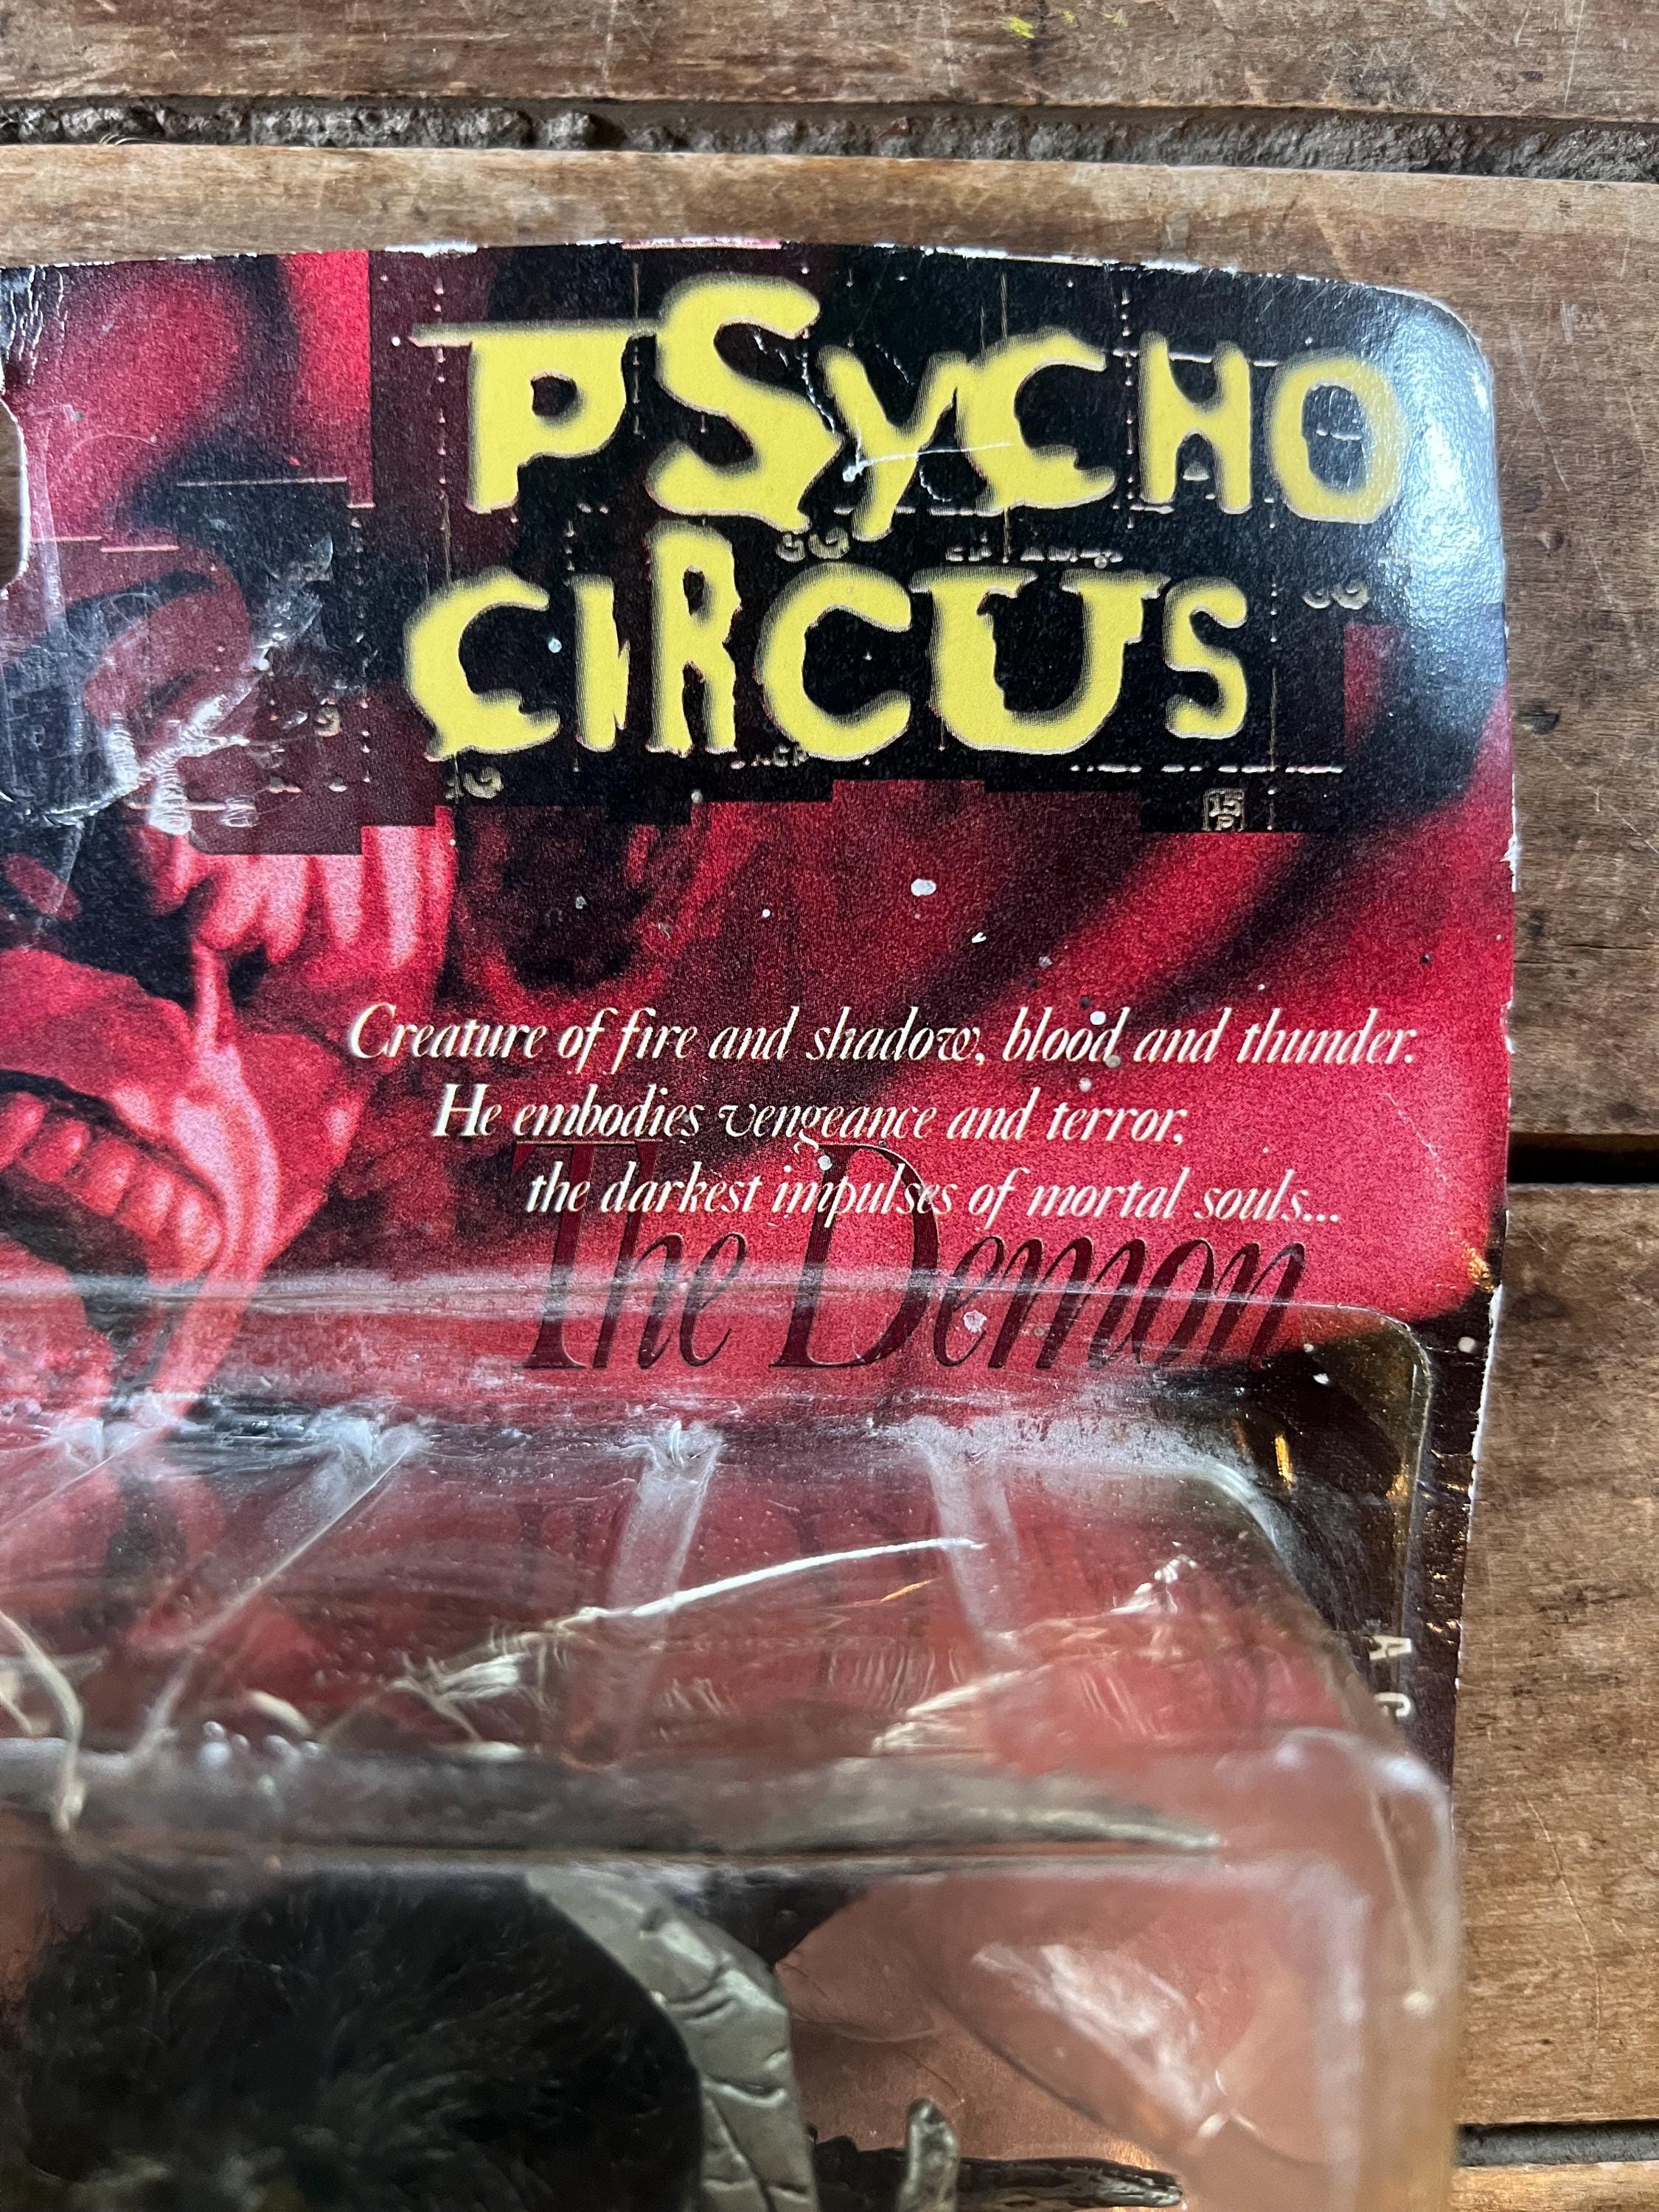 PSyCHO
CIRCUS
Creature of fire and shadow, blood and thunder.
He embodies vengeance and terror,
the darkest impulses of mortal souls...
The Demon
A C